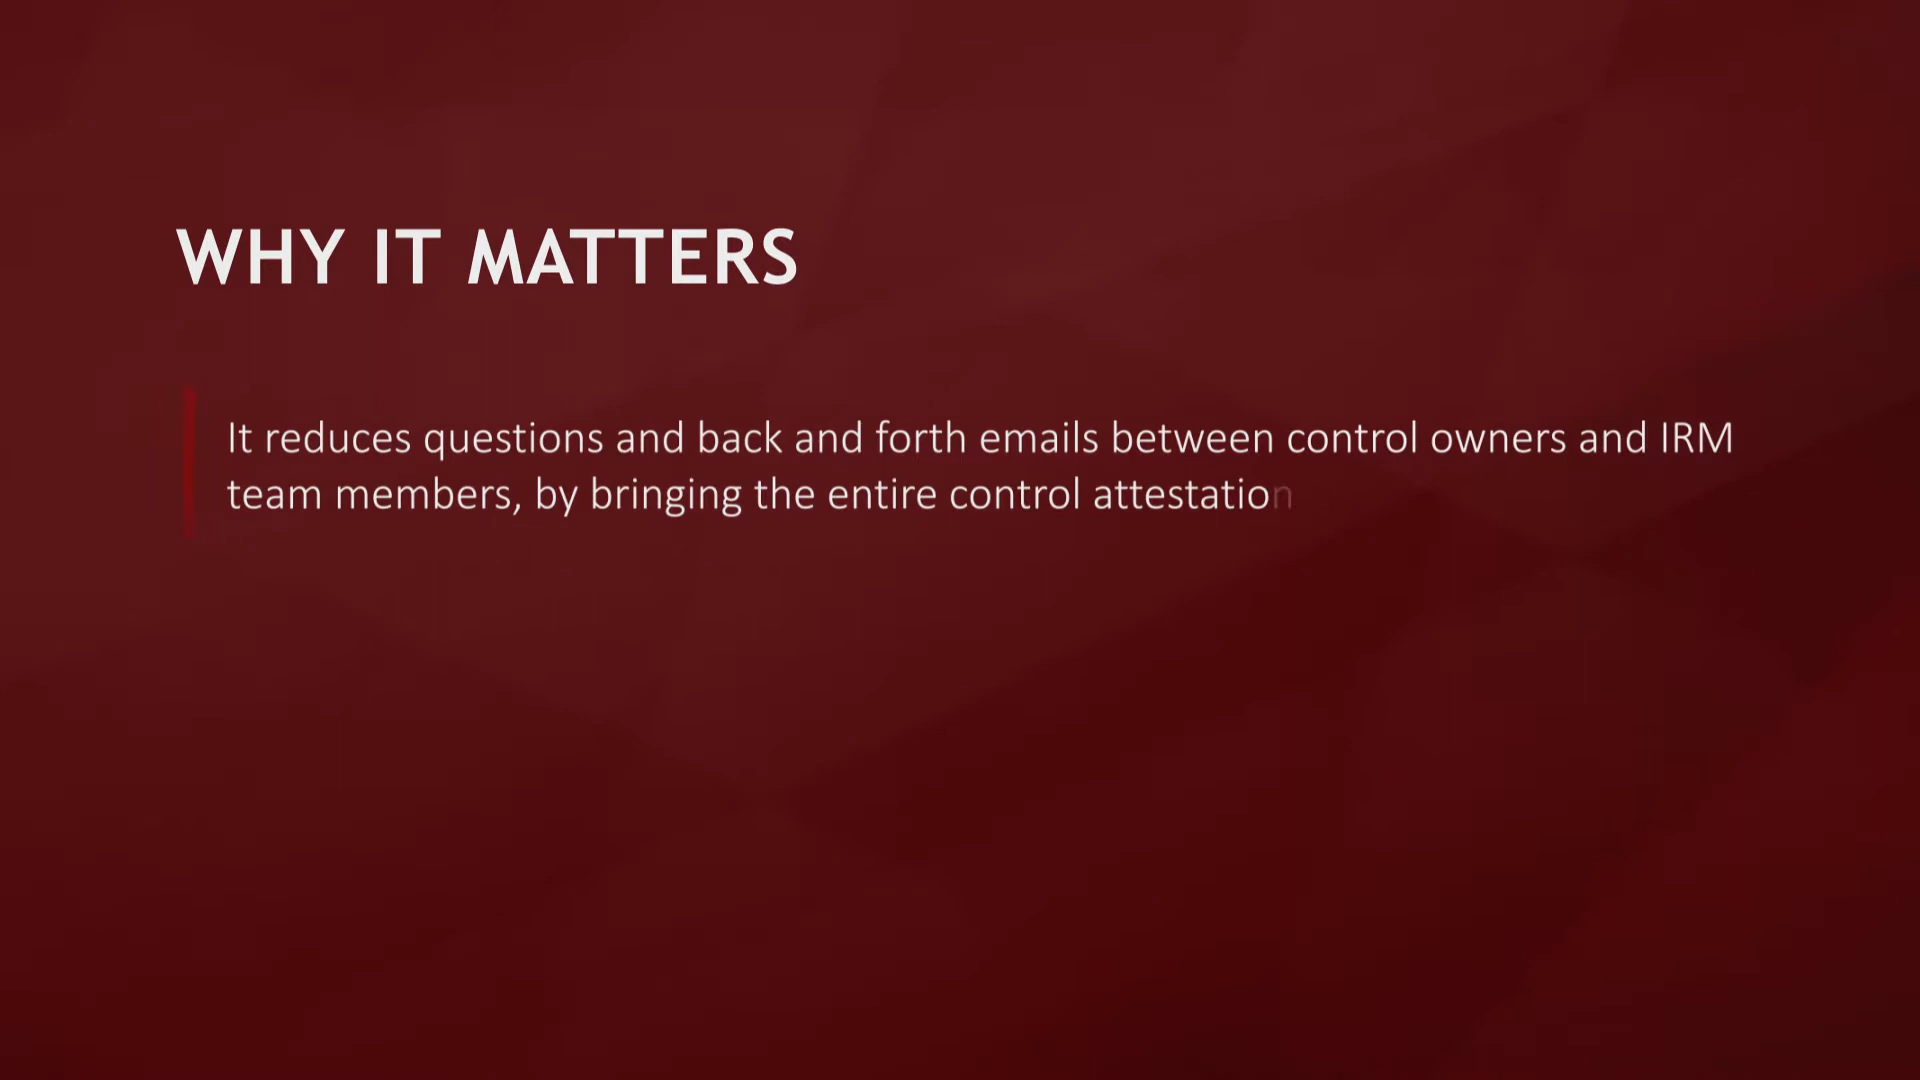 WHY IT MATTERS
It reduces questions and back and forth emails between control owners and IRM
team members, by bringing the entire control attestation